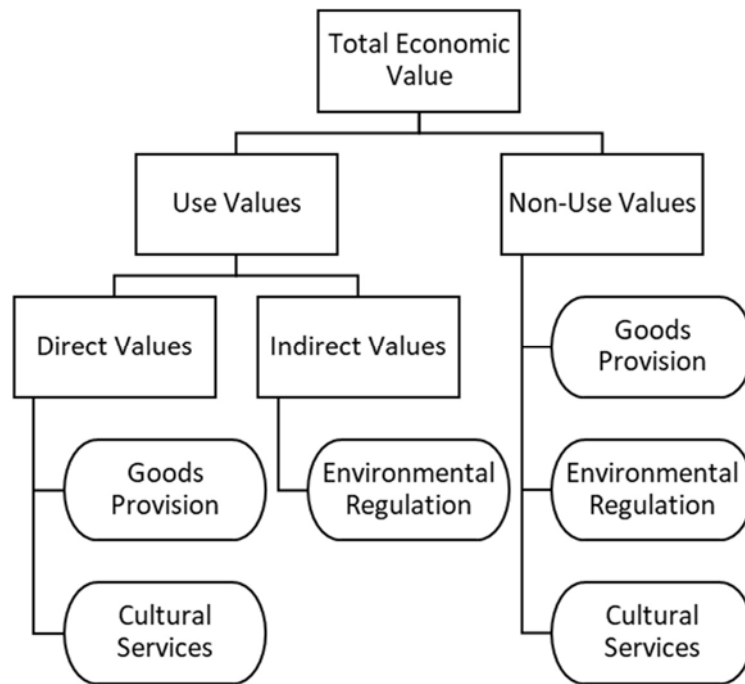 Total Economic
Value
Use Values
Non-Use Values
Direct Values
Indirect Values
Goods
Provision
Goods
Provision
Environmental
Regulation
Environmental
Regulation
Cultural
Services
Cultural
Services